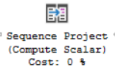 Sequence Project
(Compute Scalar)
Cost: 0 %